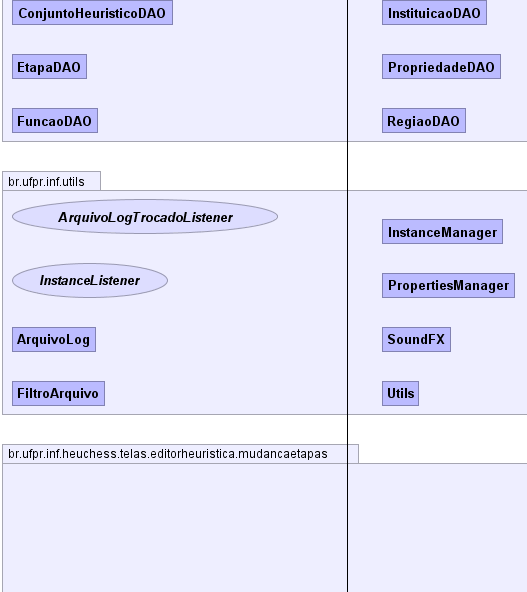 ConjuntoHeuristicoDAO
InstituicaoDAO
EtapaDAO
PropriedadeDAO
FuncaoDAO
RegiaoDAO
br.ufpr.inf.utils
ArquivoLogTrocadoListener
InstanceManager
InstanceListener
PropertiesManager
ArquivoLog
SoundFX
FiltroArquivo
Utils
br.ufpr.inf.heuchess.telas.editorheuristica.mudancaetapas